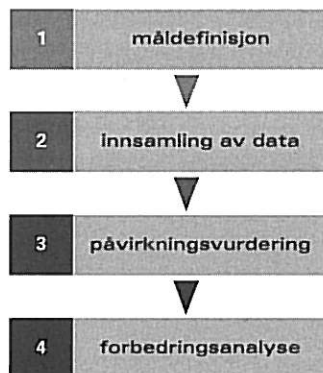 1 måldefinisjon
2 innsamling av data
3 påvirkningsvurdering
4 forbedringsanalyse